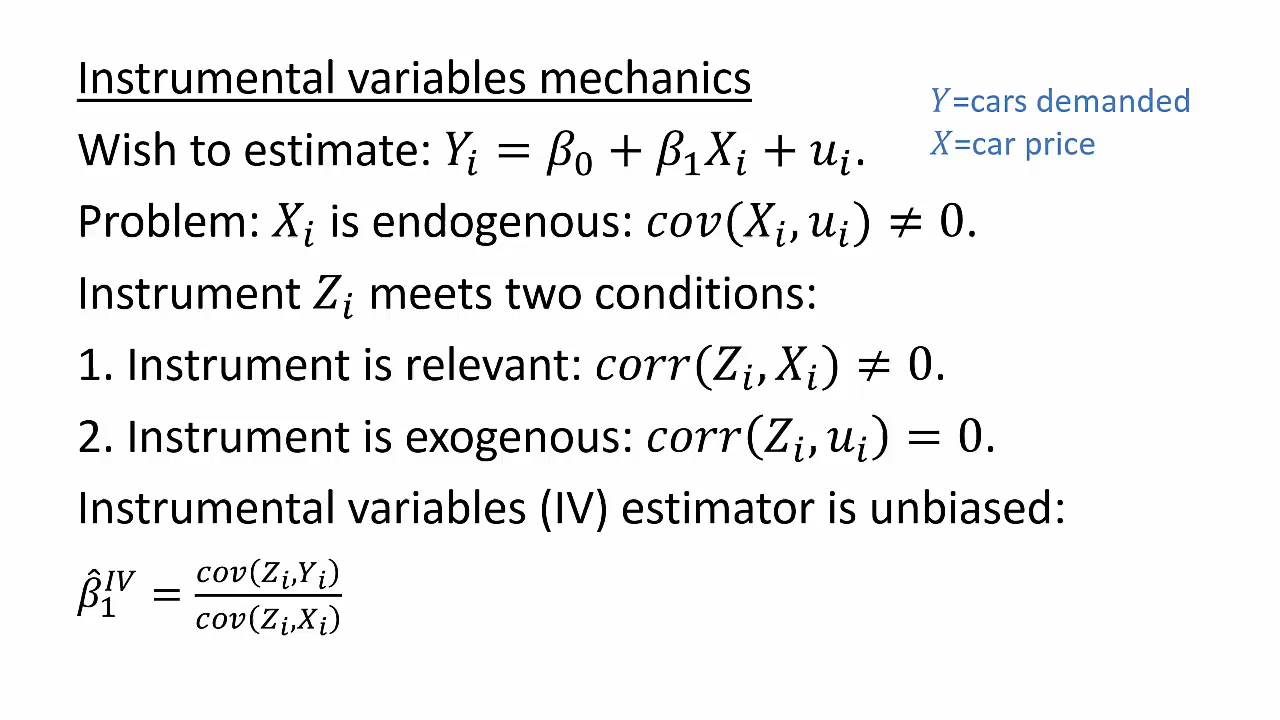 Instrumental variables mechanics
Y=cars demanded
X=car price
Wish to estimate: Yᵢ = β₀ + β₁Xᵢ + uᵢ.
Problem: Xᵢ is endogenous: cov(Xᵢ, uᵢ) ≠ 0.
Instrument Zᵢ meets two conditions:
1. Instrument is relevant: corr(Zᵢ, Xᵢ) ≠ 0.
2. Instrument is exogenous: corr(Zᵢ, uᵢ) = 0.
Instrumental variables (IV) estimator is unbiased:
β̂₁ᴵⱽ = cov(Zᵢ,Yᵢ) / cov(Zᵢ,Xᵢ)